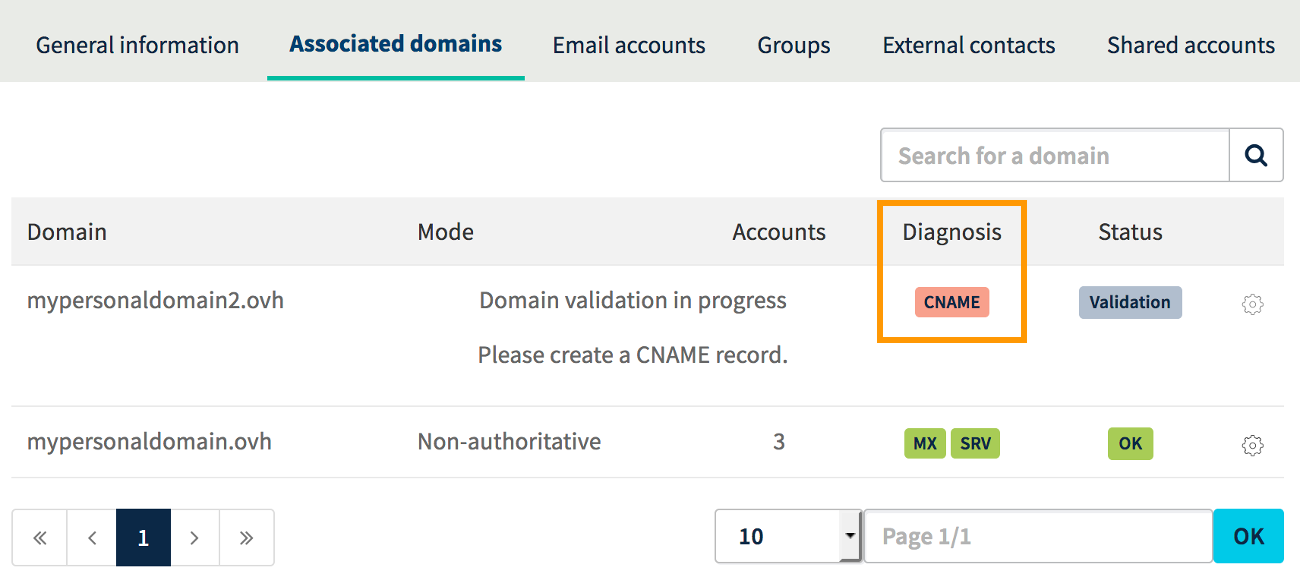 General information Associated domains Email accounts Groups External contacts Shared accounts
Search for a domain
Domain Mode Accounts Diagnosis Status
mypersonaldomain2.ovh Domain validation in progress CNAME Validation
Please create a CNAME record.
mypersonaldomain.ovh Non-authoritative 3 MX SRV OK
« ‹ 1 › » 10 Page 1/1 OK